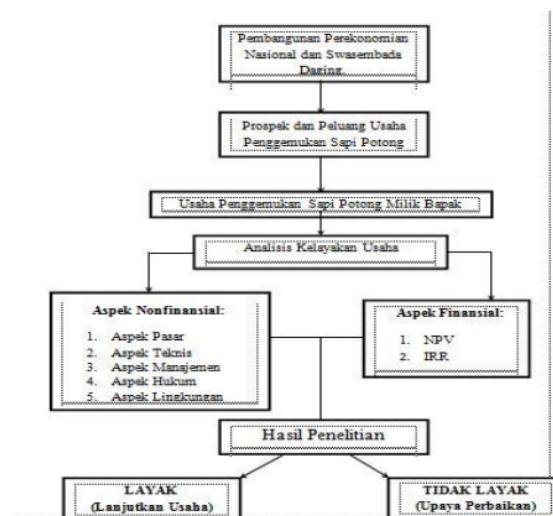 Pembangunan Perekonomian
Nasional dan Swasembada
Daging.
Prospek dan Peluang Usaha
Penggemukan Sapi Potong
Usaha Penggemukan Sapi Potong Milik Bapak
Analisis Kelayakan Usaha
Aspek Nonfinansial:
1. Aspek Pasar
2. Aspek Teknis
3. Aspek Manajemen
4. Aspek Hukum
5. Aspek Lingkungan
Aspek Finansial:
1. NPV
2. IRR
Hasil Penelitian
LAYAK
(Lanjutkan Usaha)
TIDAK LAYAK
(Upaya Perbaikan)